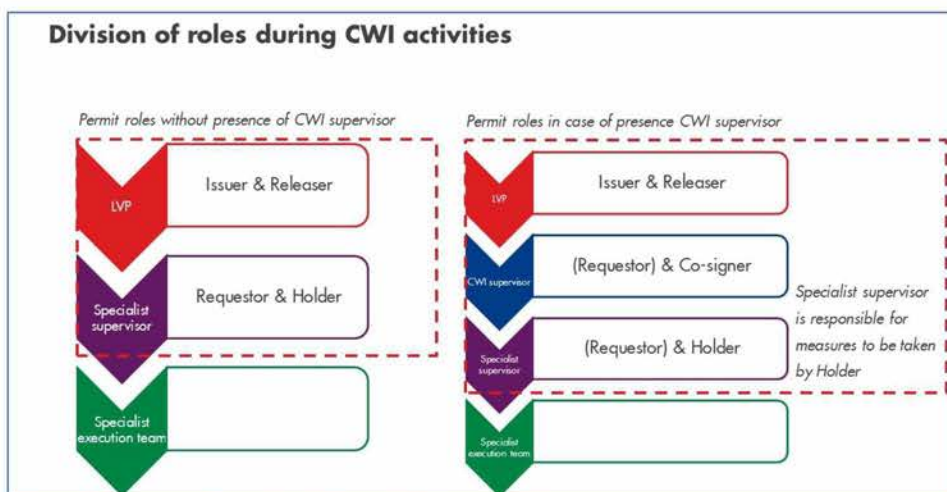 Division of roles during CWI activities
Permit roles without presence of CWI supervisor
LVP
Issuer & Releaser
Specialist
supervisor
Requestor & Holder
Specialist
execution team
Permit roles in case of presence CWI supervisor
LVP
Issuer & Releaser
CWI supervisor
(Requestor) & Co-signer
Specialist
supervisor
(Requestor) & Holder
Specialist supervisor
is responsible for
measures to be taken
by Holder
Specialist
execution team